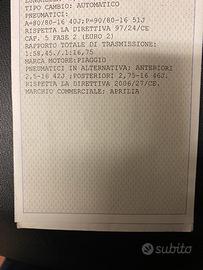 TIPO CAMBIO: AUTOMATICO
PNEUMATICI:
A=80/80-16 40J;P=90/80-16 51J
RISPETTA LA DIRETTIVA 97/24/CE
CAP. 5 FASE 2 (EURO 2)
RAPPORTO TOTALE DI TRASMISSIONE:
1:58,45./.1:16,75
MARCA MOTORE:PIAGGIO
PNEUMATICI IN ALTERNATIVA: ANTERIORI
2,5-16 42J ;POSTERIORI 2,75-16 46J.
RISPETTA LA DIRETTIVA 2006/27/CE.
MARCHIO COMMERCIALE: APRILIA
subito